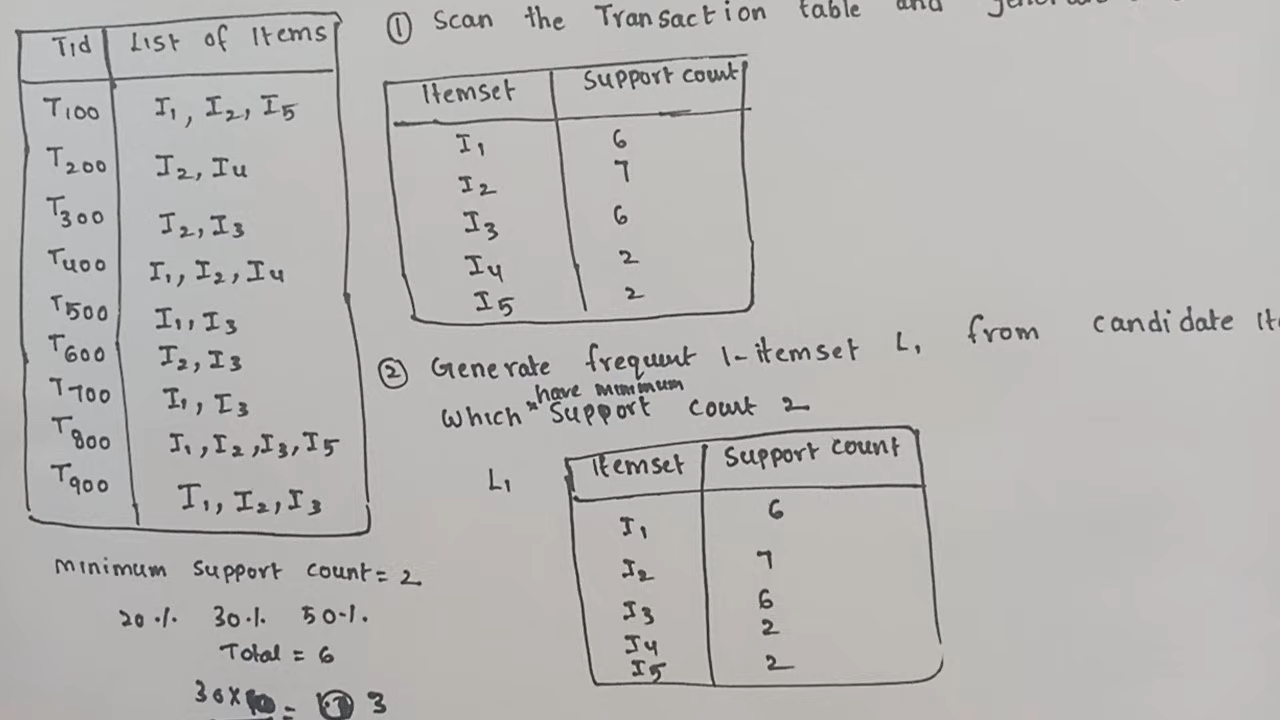 Tid List of Items
T100 I1, I2, I5
T200 I2, I4
T300 I2, I3
T400 I1, I2, I4
T500 I1, I3
T600 I2, I3
T700 I1, I3
T800 I1, I2, I3, I5
T900 I1, I2, I3
minimum support count = 2
20% 30% 50%.
Total = 6
30x = 3
① Scan the Transaction table and
Itemset Support count
I1 6
I2 7
I3 6
I4 2
I5 2
② Generate frequent 1-itemset L1 from candidate
have minimum
which support count 2
L1
Itemset Support count
I1 6
I2 7
I3 6
I4 2
I5 2